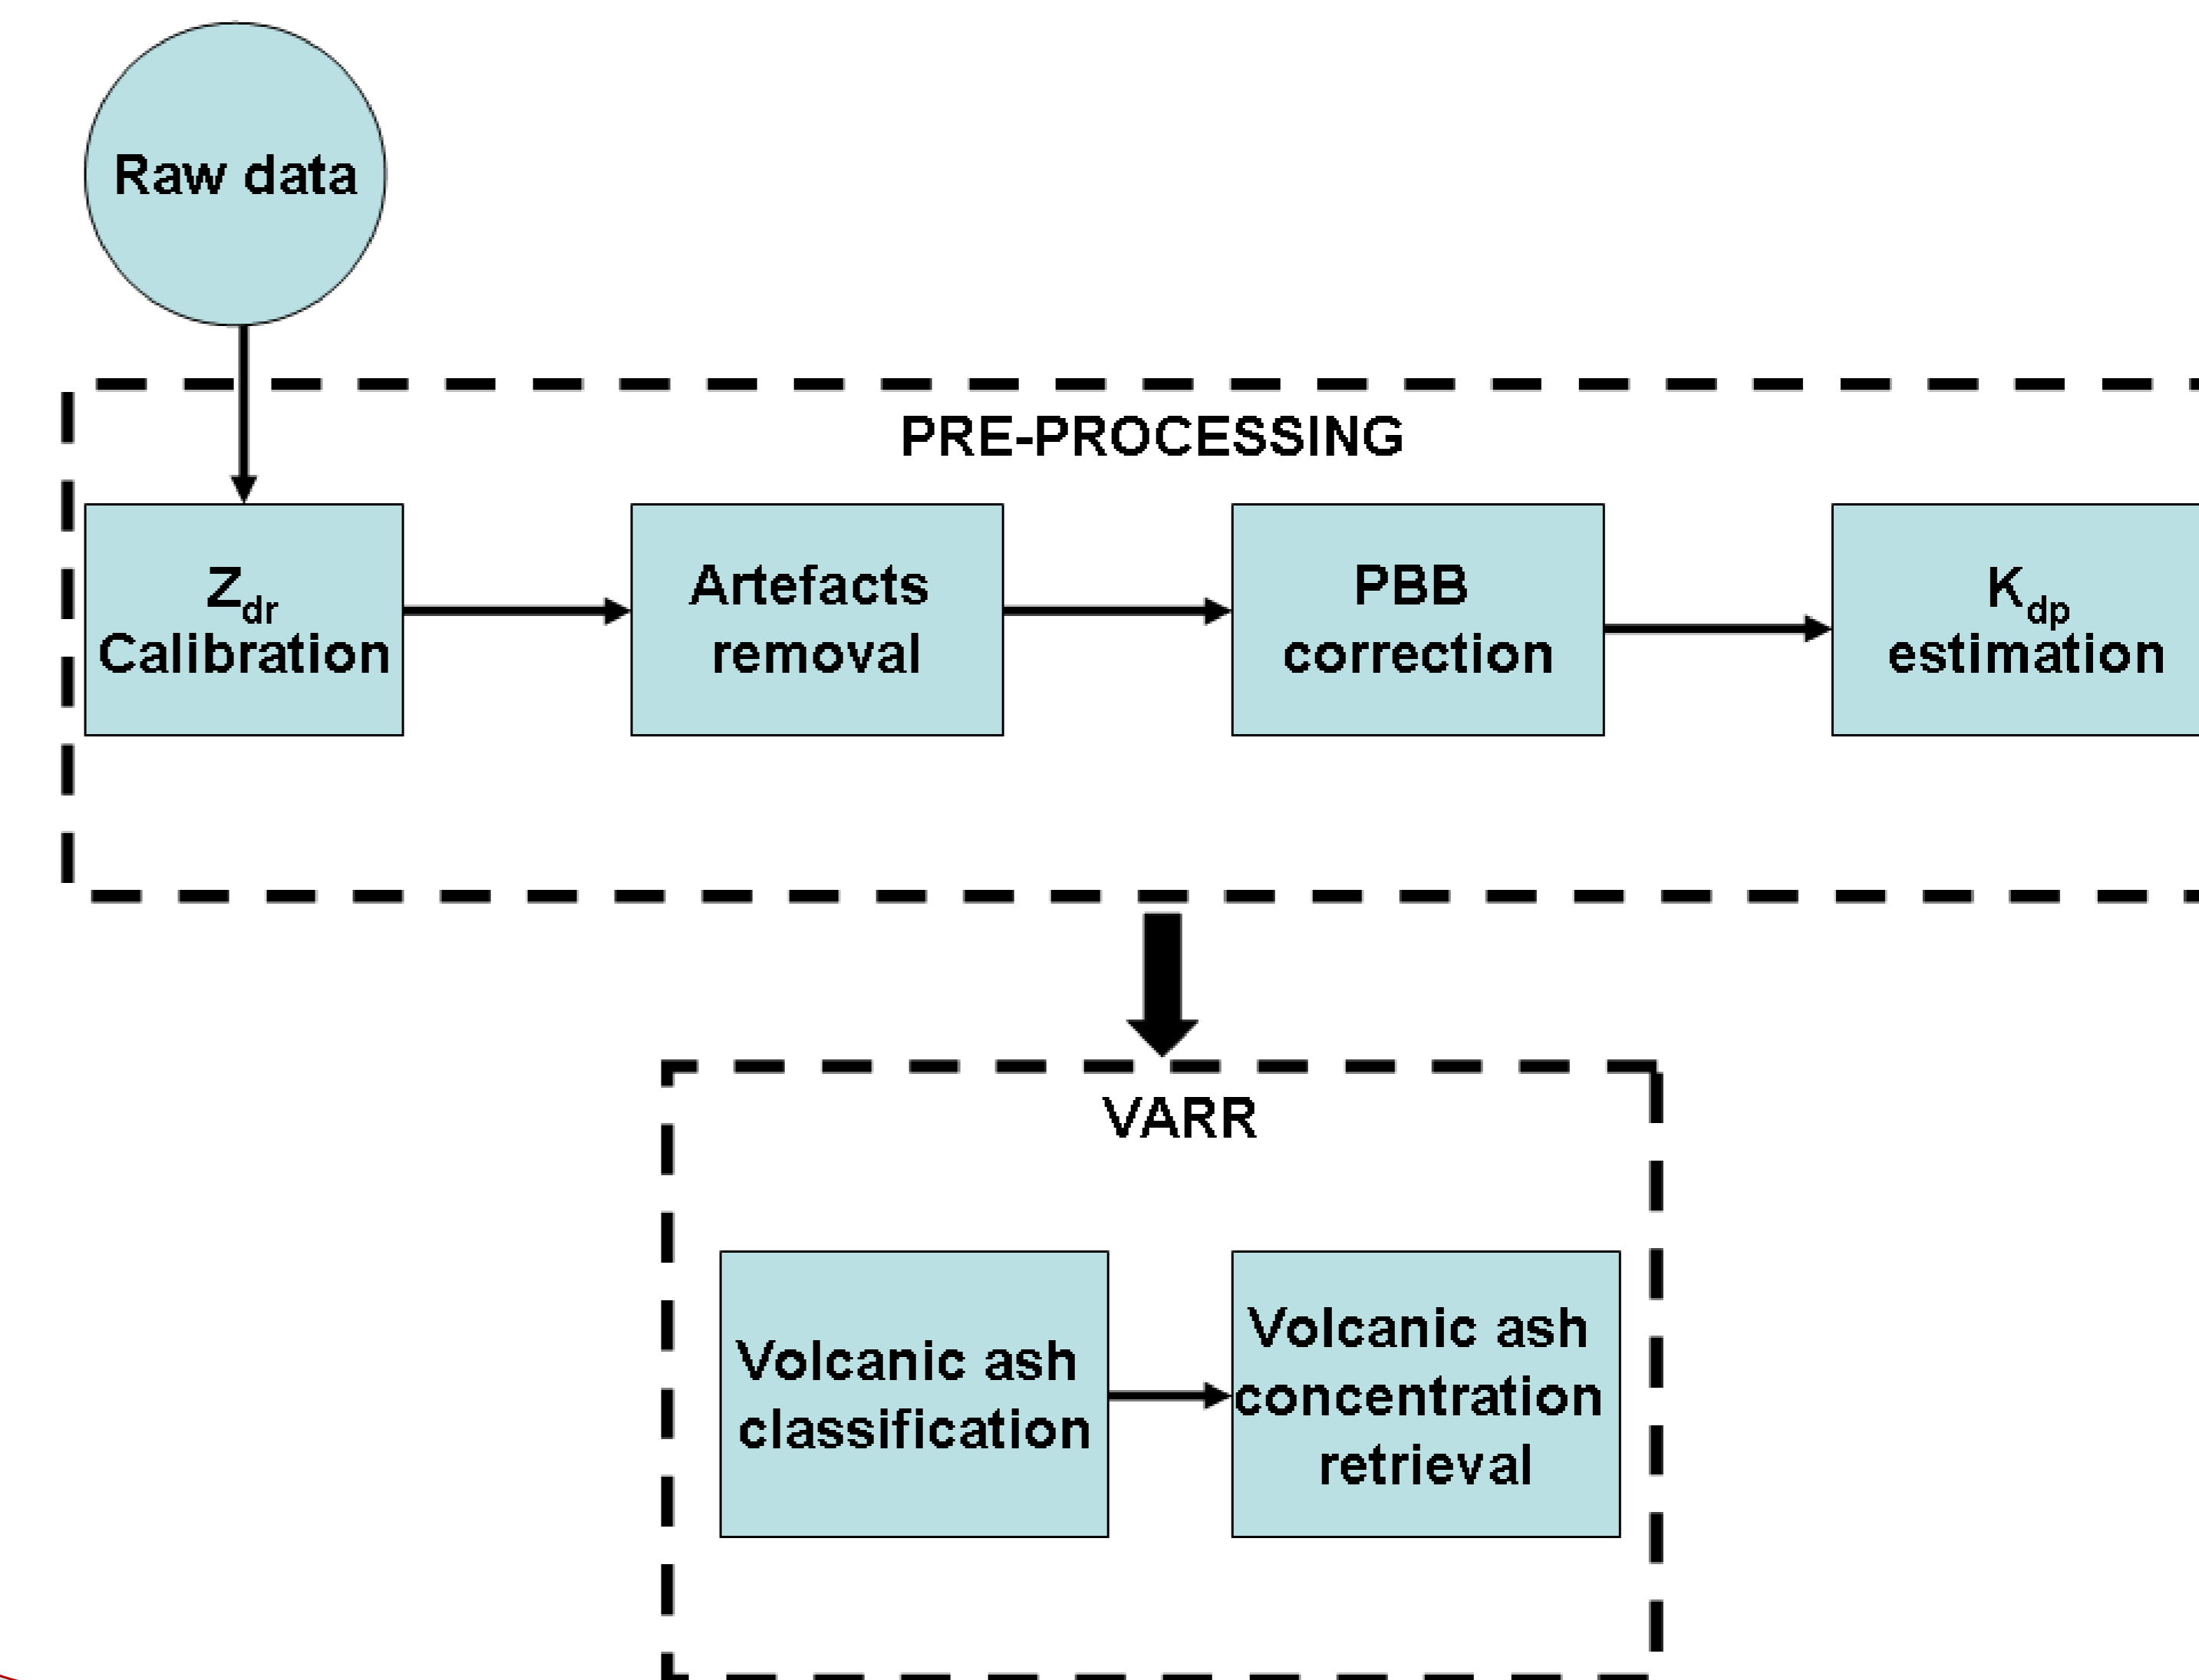 Raw data
PRE-PROCESSING
Zdr
Calibration
Artefacts
removal
PBB
correction
Kdp
estimation
VARR
Volcanic ash
classification
Volcanic ash
concentration
retrieval